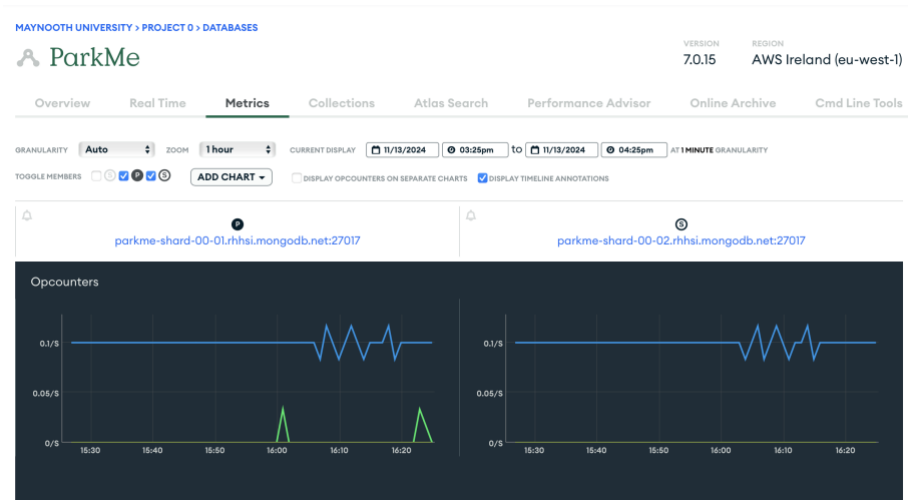 MAYNOOTH UNIVERSITY > PROJECT 0 > DATABASES
ParkMe
VERSION
7.0.15
REGION
AWS Ireland (eu-west-1)
Overview Real Time Metrics Collections Atlas Search Performance Advisor Online Archive Cmd Line Tools
GRANULARITY Auto ZOOM 1 hour CURRENT DISPLAY 11/13/2024 03:25pm to 11/13/2024 04:25pm AT 1 MINUTE GRANULARITY
TOGGLE MEMBERS S P S ADD CHART DISPLAY OPCOUNTERS ON SEPARATE CHARTS DISPLAY TIMELINE ANNOTATIONS
P
parkme-shard-00-01.rhhsi.mongodb.net:27017
S
parkme-shard-00-02.rhhsi.mongodb.net:27017
Opcounters
0.1/S
0.05/S
0/S
15:30 15:40 15:50 16:00 16:10 16:20
0.1/S
0.05/S
0/S
15:30 15:40 15:50 16:00 16:10 16:20